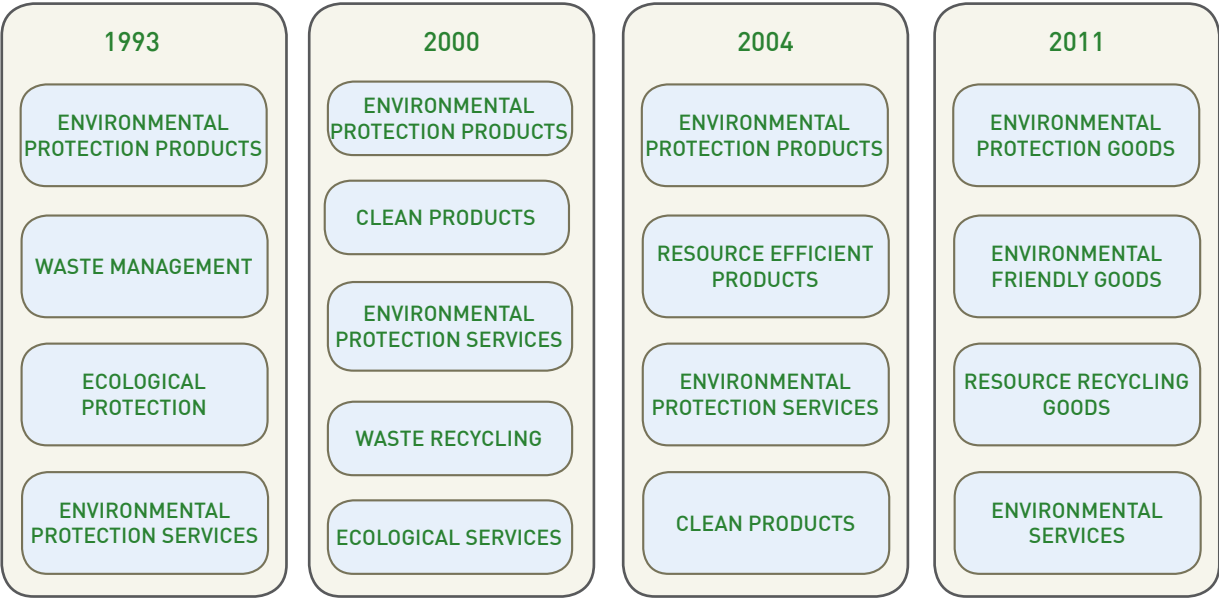 1993
ENVIRONMENTAL
PROTECTION PRODUCTS
WASTE MANAGEMENT
ECOLOGICAL
PROTECTION
ENVIRONMENTAL
PROTECTION SERVICES
2000
ENVIRONMENTAL
PROTECTION PRODUCTS
CLEAN PRODUCTS
ENVIRONMENTAL
PROTECTION SERVICES
WASTE RECYCLING
ECOLOGICAL SERVICES
2004
ENVIRONMENTAL
PROTECTION PRODUCTS
RESOURCE EFFICIENT
PRODUCTS
ENVIRONMENTAL
PROTECTION SERVICES
CLEAN PRODUCTS
2011
ENVIRONMENTAL
PROTECTION GOODS
ENVIRONMENTAL
FRIENDLY GOODS
RESOURCE RECYCLING
GOODS
ENVIRONMENTAL
SERVICES